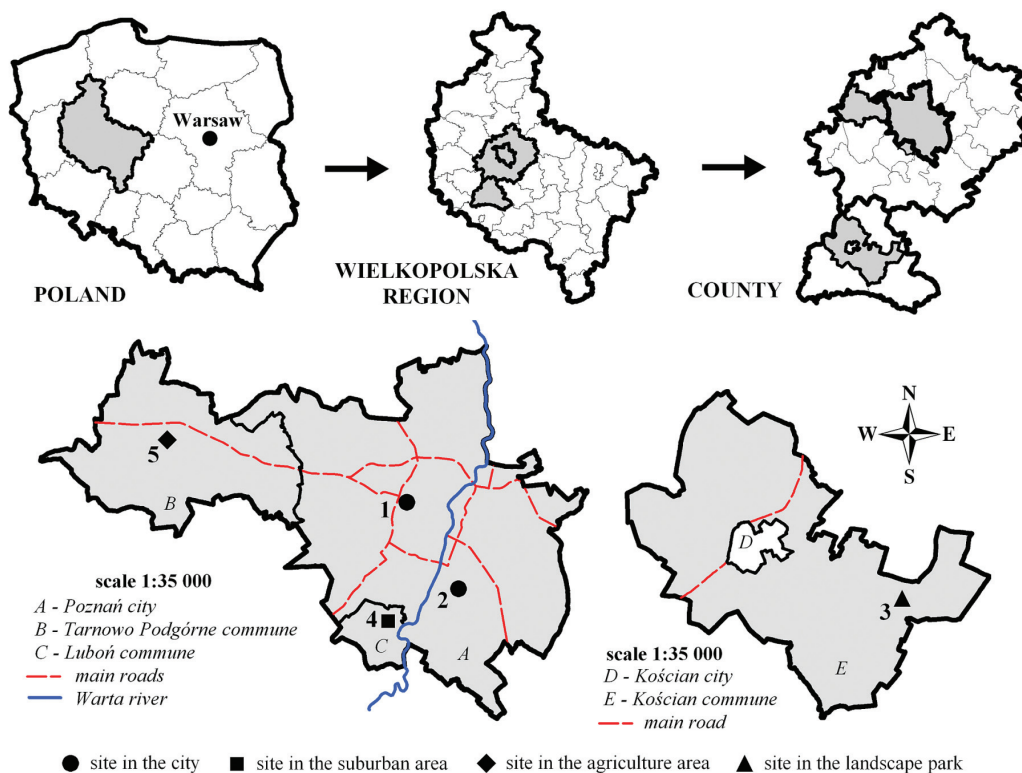 Warsaw
POLAND
WIELKOPOLSKA
REGION
COUNTY
5
B
1
2
4
C
A
scale 1:35 000
A - Poznań city
B - Tarnowo Podgórne commune
C - Luboń commune
main roads
Warta river
N
W E
S
D
3
E
scale 1:35 000
D - Kościan city
E - Kościan commune
main road
site in the city site in the suburban area site in the agriculture area site in the landscape park